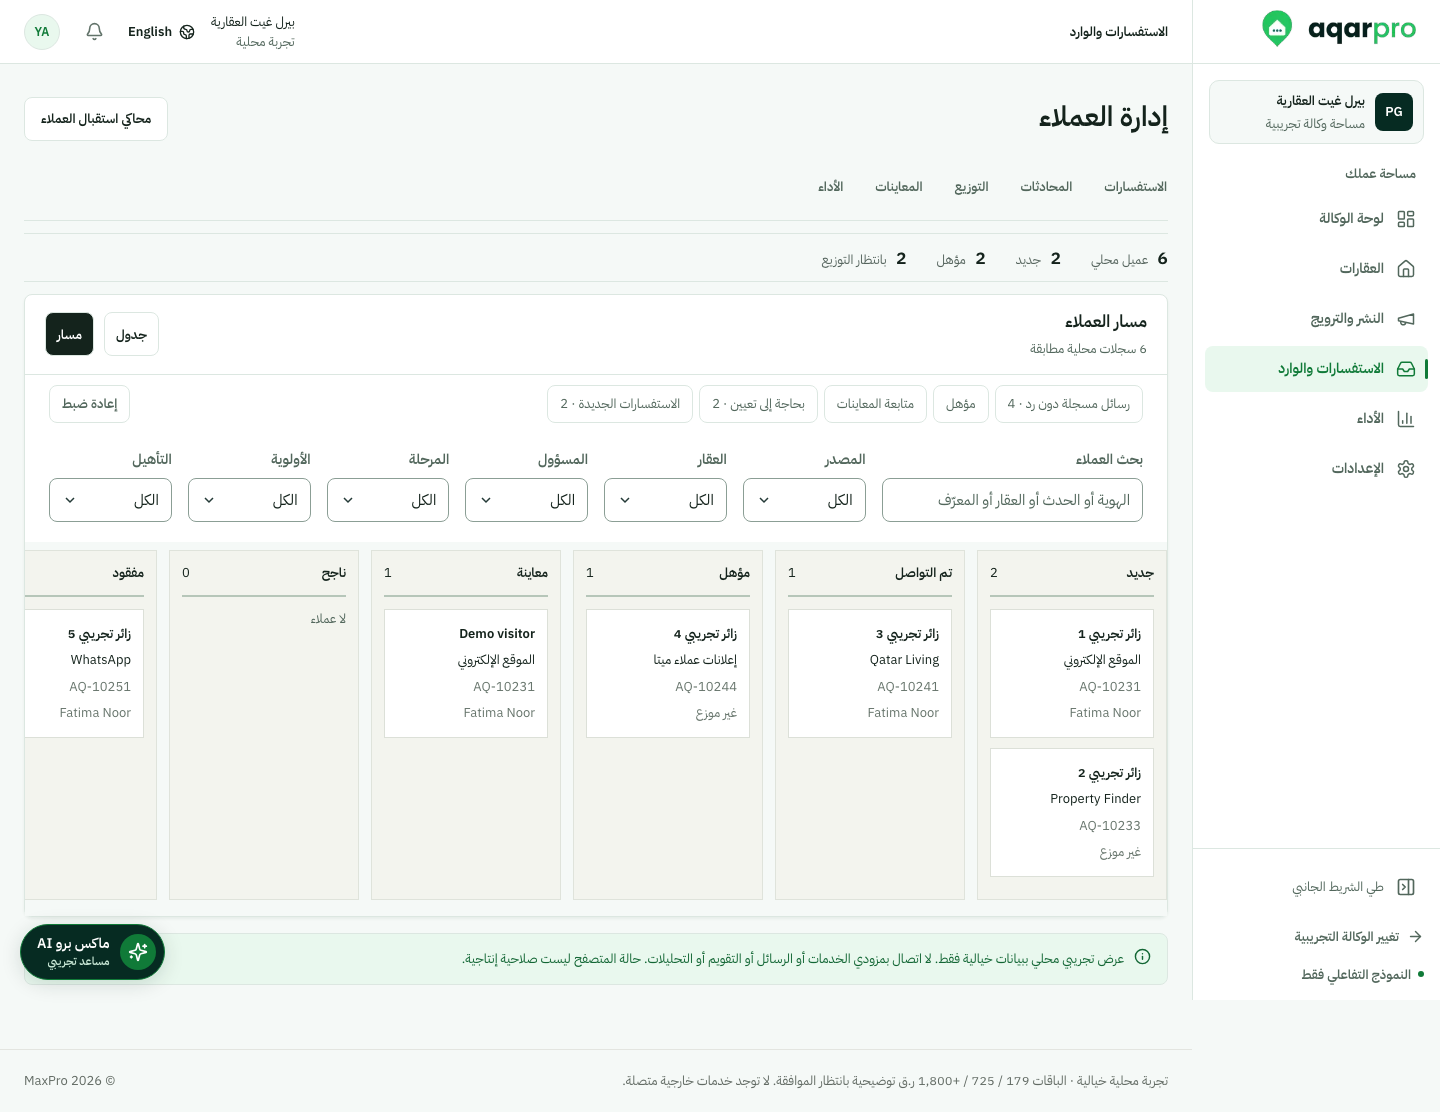 aqarpro
الاستفسارات والوارد
بيرل غيت العقارية
تجربة محلية
English
YA
PG
بيرل غيت العقارية
مساحة وكالة تجريبية
مساحة عملك
لوحة الوكالة
العقارات
النشر والترويج
الاستفسارات والوارد
الأداء
الإعدادات
طي الشريط الجانبي
تغيير الوكالة التجريبية
النموذج التفاعلي فقط
إدارة العملاء
محاكي استقبال العملاء
الاستفسارات
المحادثات
التوزيع
المعاينات
الأداء
6 عميل محلي
2 جديد
2 مؤهل
2 بانتظار التوزيع
مسار العملاء
6 سجلات محلية مطابقة
جدول
مسار
رسائل مسجلة دون رد · 4
مؤهل
متابعة المعاينات
بحاجة إلى تعيين · 2
الاستفسارات الجديدة · 2
إعادة ضبط
بحث العملاء
المصدر
العقار
المسؤول
المرحلة
الأولوية
التأهيل
الهوية أو الحدث أو العقار أو المعرّف
الكل
الكل
الكل
الكل
الكل
الكل
جديد 2
زائر تجريبي 1
الموقع الإلكتروني
AQ-10231
Fatima Noor
زائر تجريبي 2
Property Finder
AQ-10233
غير موزع
تم التواصل 1
زائر تجريبي 3
Qatar Living
AQ-10241
Fatima Noor
مؤهل 1
زائر تجريبي 4
إعلانات عملاء ميتا
AQ-10244
غير موزع
معاينة 1
Demo visitor
الموقع الإلكتروني
AQ-10231
Fatima Noor
ناجح 0
لا عملاء
مفقود
زائر تجريبي 5
WhatsApp
AQ-10251
Fatima Noor
عرض تجريبي محلي ببيانات خيالية فقط. لا اتصال بمزودي الخدمات أو الرسائل أو التقويم أو التحليلات. حالة المتصفح ليست صلاحية إنتاجية.
ماكس برو AI
مساعد تجريبي
تجربة محلية خيالية · الباقات 179 / 725 / +1,800 ر.ق توضيحية بانتظار الموافقة. لا توجد خدمات خارجية متصلة.
© 2026 MaxPro